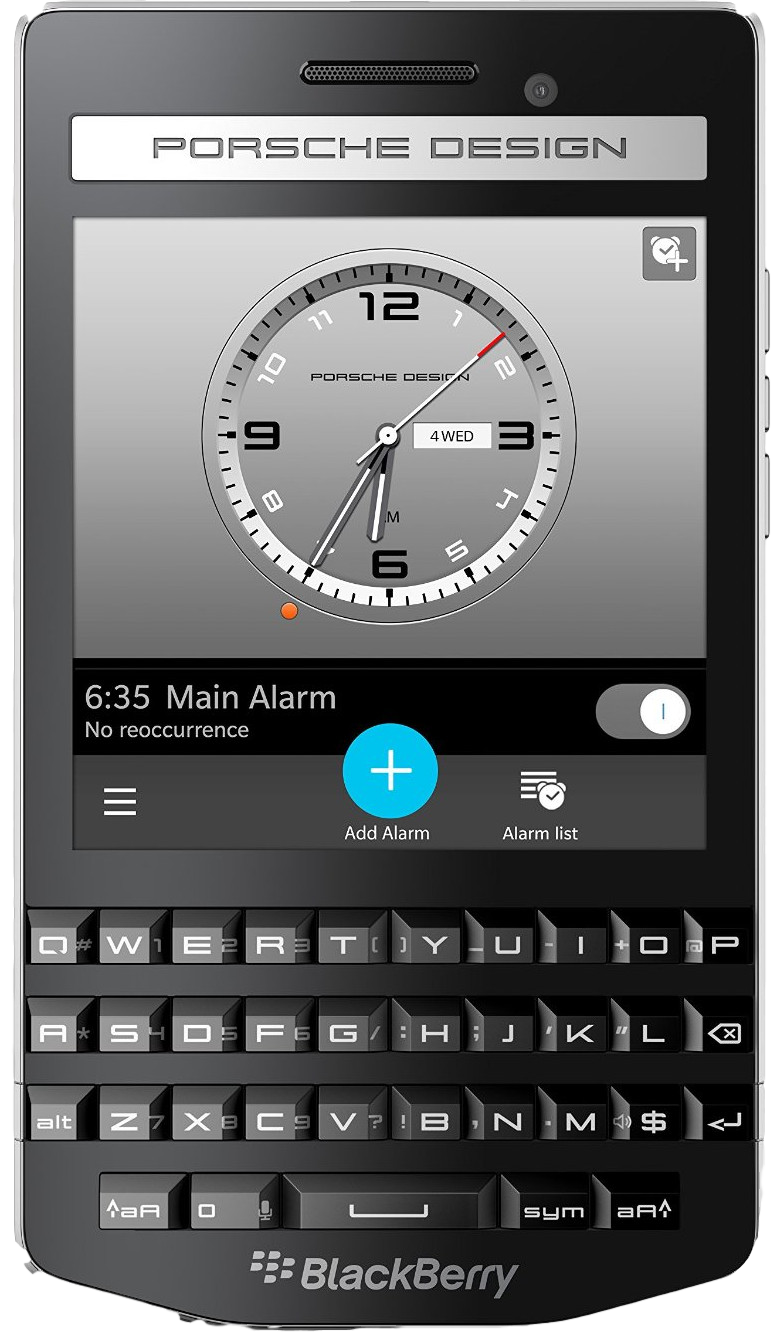 PORSCHE DESIGN
12
11 1
10 2
PORSCHE DESIGN
9 4 WED 3
8 4
M
5
6
6:35 Main Alarm
No reoccurrence
Add Alarm Alarm list
Q # W 1 E 2 R 3 T ( ) Y _ U - I + O @ P
A * S 4 D 5 F 6 G / : H ; J ' K " L
alt Z 7 X 8 C 9 V ? ! B , N . M $
aA 0 sym aA
BlackBerry